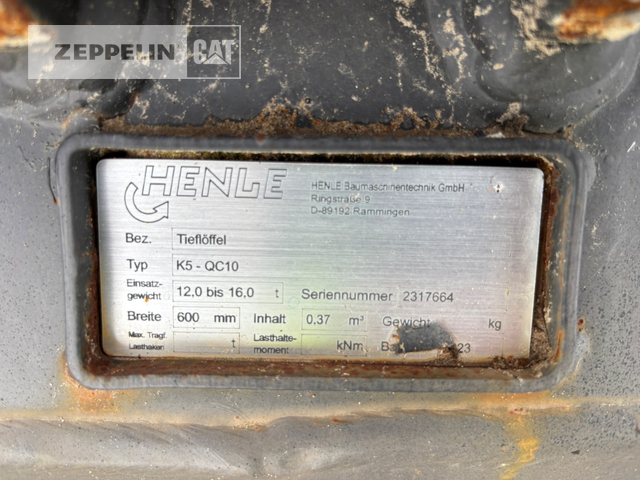 ZEPPELIN CAT
HENLE
HENLE Baumaschinentechnik GmbH
Ringstraße 9
D-89192 Rammingen
Bez. Tieflöffel
Typ K5 - QC10
Einsatz-
gewicht 12,0 bis 16,0 t Seriennummer 2317664
Breite 600 mm Inhalt 0,37 m³ Gewicht kg
Max. Tragf.
Lasthaken t
Lasthalte-
moment kNm 23